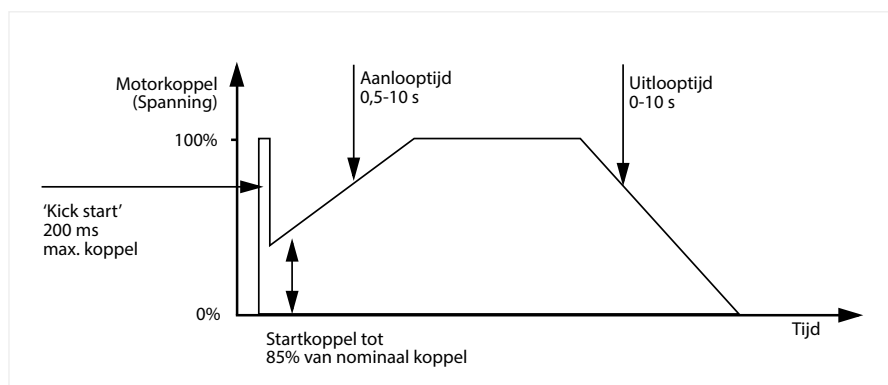 Motorkoppel
(Spanning)
100%
0%
Aanlooptijd
0,5-10 s
Uitlooptijd
0-10 s
‘Kick start’
200 ms
max. koppel
Startkoppel tot
85% van nominaal koppel
Tijd